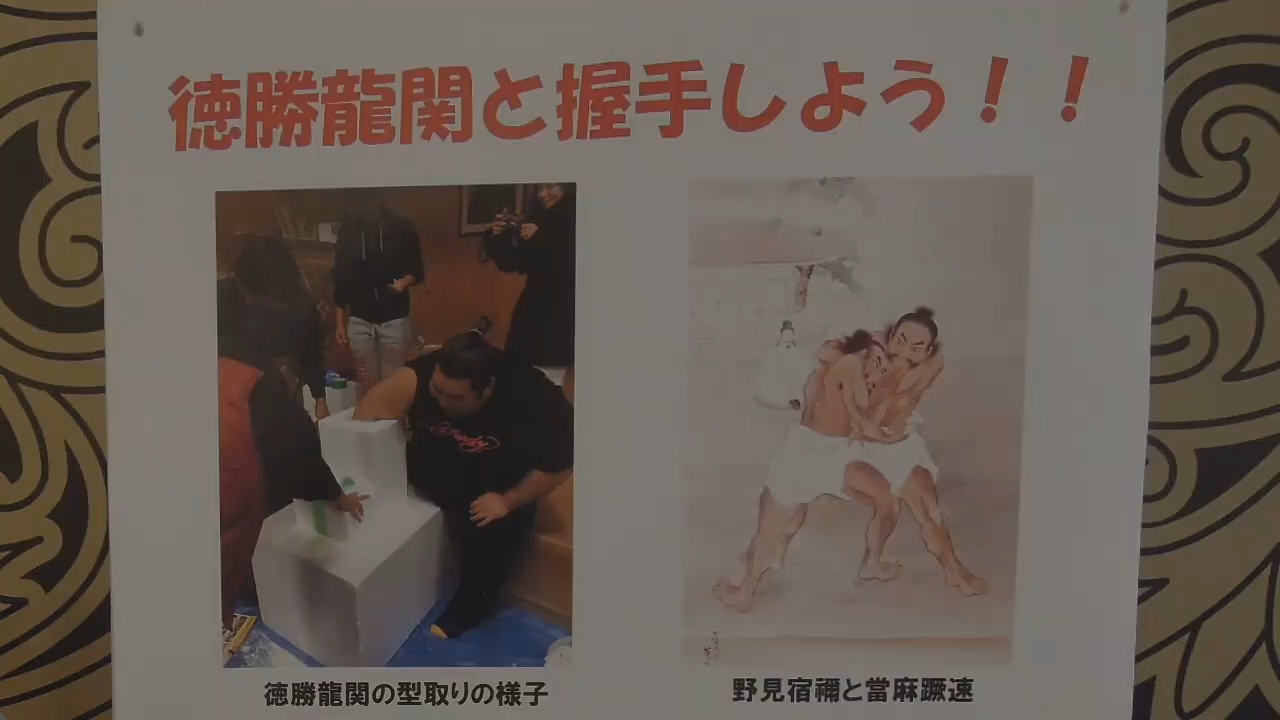 徳勝龍関と握手しよう！！
徳勝龍関の型取りの様子
野見宿禰と當麻蹶速